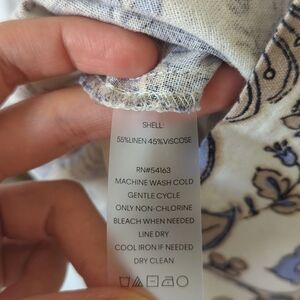 SHELL:
55%LINEN 45%VISCOSE
RN#54163
MACHINE WASH COLD
GENTLE CYCLE
ONLY NON-CHLORINE
BLEACH WHEN NEEDED
LINE DRY
COOL IRON IF NEEDED
DRY CLEAN